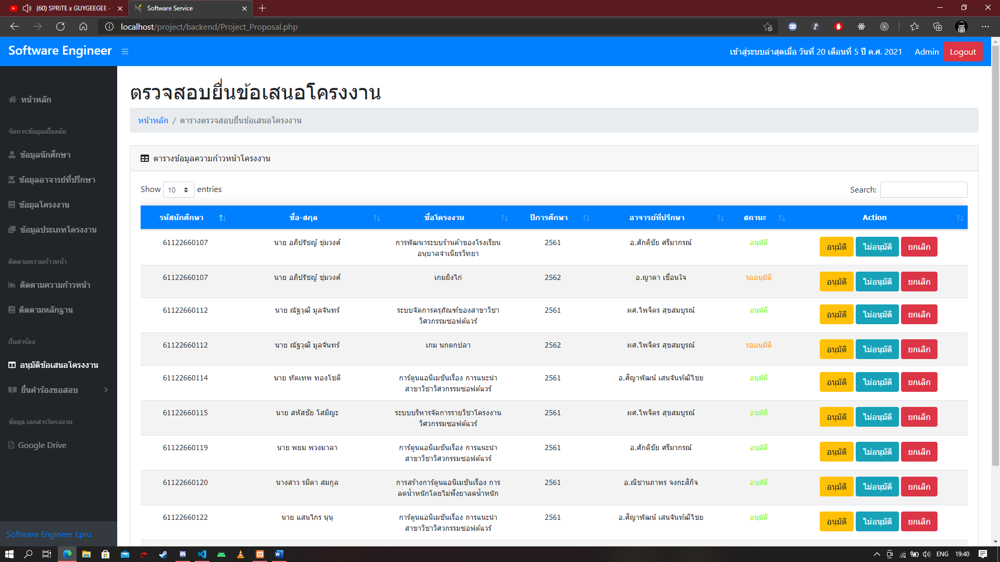 (60) SPRITE x GUYGEEGEE -
Software Service
localhost/project/backend/Project_Proposal.php
Software Engineer
เข้าสู่ระบบล่าสุดเมื่อ วันที่ 20 เดือนที่ 5 ปี ค.ศ. 2021 Admin Logout
หน้าหลัก
จัดการข้อมูลเบื้องต้น
ข้อมูลนักศึกษา
ข้อมูลอาจารย์ที่ปรึกษา
ข้อมูลโครงงาน
ข้อมูลประเภทโครงงาน
ติดตามความก้าวหน้า
ติดตามความก้าวหน้า
ติดตามหลักฐาน
ยื่นคำร้อง
อนุมัติข้อเสนอโครงงาน
ยื่นคำร้องขอสอบ
ข้อมูล เอกสารโครงงาน
Google Drive
Software Engineer Lpru
ตรวจสอบยื่นข้อเสนอโครงงาน
หน้าหลัก / ตารางตรวจสอบยื่นข้อเสนอโครงงาน
ตารางข้อมูลความก้าวหน้าโครงงาน
Show 10 entries Search:
รหัสนักศึกษา ชื่อ-สกุล ชื่อโครงงาน ปีการศึกษา อาจารย์ที่ปรึกษา สถานะ Action
61122660107 นาย อภิปรัชญ์ ชุ่มวงศ์ การพัฒนาระบบร้านค้าของโรงเรียน 2561 อ.ศักดุ์ชัย ศรีมากรณ์ อนุมัติ อนุมัติ ไม่อนุมัติ ยกเลิก
อนุบาลจำเนียรวิทยา
61122660107 นาย อภิปรัชญ์ ชุ่มวงศ์ เกมยิงไก่ 2562 อ.ญาดา เขื่อนใจ รออนุมัติ อนุมัติ ไม่อนุมัติ ยกเลิก
61122660112 นาย ณัฐวุฒิ มูลจันทร์ ระบบจัดการครุภัณฑ์ของสาขาวิชา 2561 ผศ.ไพจิตร สุขสมบูรณ์ อนุมัติ อนุมัติ ไม่อนุมัติ ยกเลิก
วิศวกรรมซอฟต์แวร์
61122660112 นาย ณัฐวุฒิ มูลจันทร์ เกม นกตกปลา 2562 ผศ.ไพจิตร สุขสมบูรณ์ รออนุมัติ อนุมัติ ไม่อนุมัติ ยกเลิก
61122660114 นาย ทัตเทพ ทองโชติ การ์ตูนแอนิเมชันเรื่อง การแนะนำ 2561 อ.ศิญาพัฒน์ เสนจันท์ฒิไชย อนุมัติ อนุมัติ ไม่อนุมัติ ยกเลิก
สาขาวิชาวิศวกรรมซอฟต์แวร์
61122660115 นาย สหัสชัย โสมิญะ ระบบบริหารจัดการรายวิชาโครงงาน 2561 ผศ.ไพจิตร สุขสมบูรณ์ อนุมัติ อนุมัติ ไม่อนุมัติ ยกเลิก
วิศวกรรมซอฟต์แวร์
61122660119 นาย พยม พวงมาลา การ์ตูนแอนิเมชันเรื่อง การแนะนำ 2561 อ.ศักดุ์ชัย ศรีมากรณ์ อนุมัติ อนุมัติ ไม่อนุมัติ ยกเลิก
สาขาวิชาวิศวกรรมซอฟต์แวร์
61122660120 นางสาว รมิดา สมกูล การสร้างการ์ตูนแอนิเมชันเรื่อง การ 2561 อ.ณิชานภาพร จงกะสิกิจ อนุมัติ อนุมัติ ไม่อนุมัติ ยกเลิก
ลดน้ำหนักโดยไม่พึ่งยาลดน้ำหนัก
61122660122 นาย แสนไกร นุนุ การ์ตูนแอนิเมชันเรื่อง การแนะนำ 2561 อ.ศิญาพัฒน์ เสนจันท์ฒิไชย อนุมัติ อนุมัติ ไม่อนุมัติ ยกเลิก
สาขาวิชาวิศวกรรมซอฟต์แวร์
ENG 19:40